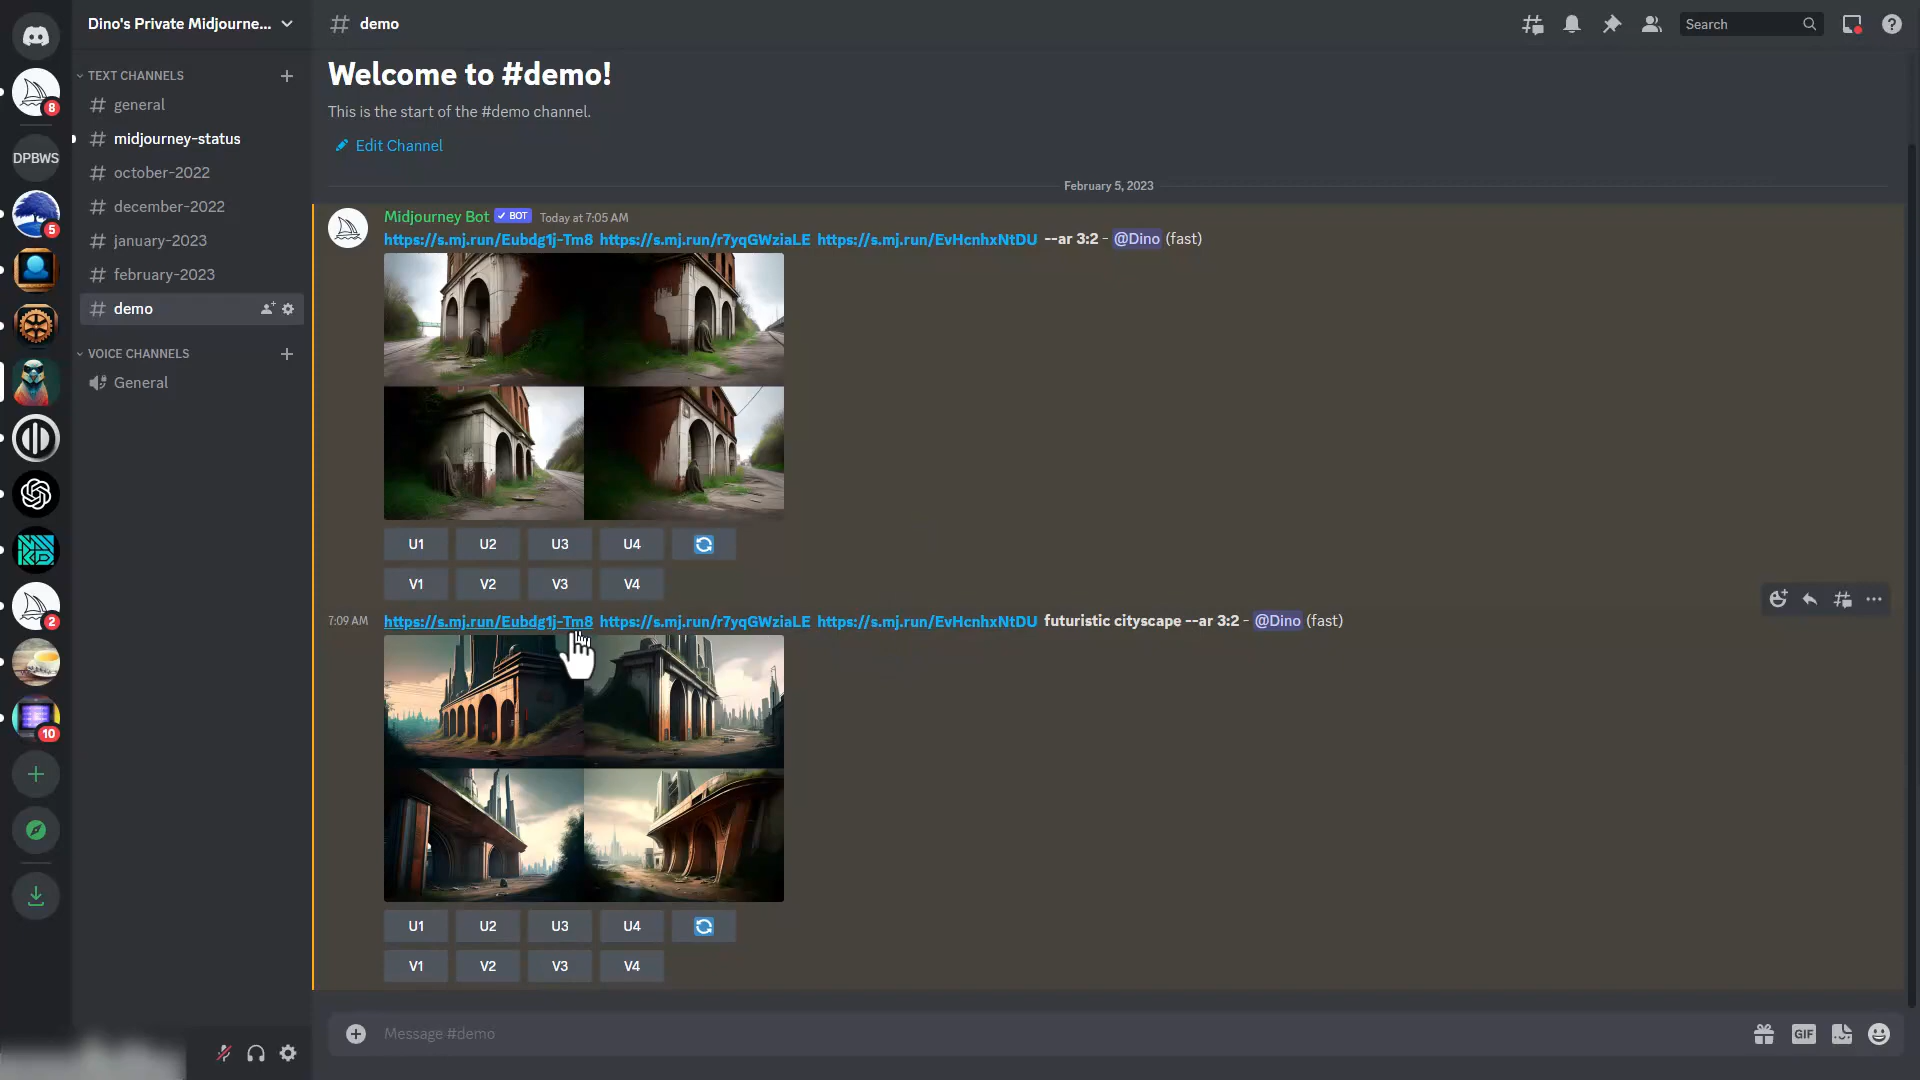 Dino's Private Midjourne...
# demo
Search
8
TEXT CHANNELS
general
midjourney-status
DPBWS
october-2022
december-2022
5
january-2023
february-2023
demo
VOICE CHANNELS
General
2
10
Welcome to #demo!
This is the start of the #demo channel.
Edit Channel
February 5, 2023
Midjourney Bot ✓ BOT Today at 7:05 AM
https://s.mj.run/Eubdg1j-Tm8 https://s.mj.run/r7yqGWziaLE https://s.mj.run/EvHcnhxNtDU --ar 3:2 - @Dino (fast)
U1 U2 U3 U4
V1 V2 V3 V4
7:09 AM https://s.mj.run/Eubdg1j-Tm8 https://s.mj.run/r7yqGWziaLE https://s.mj.run/EvHcnhxNtDU futuristic cityscape --ar 3:2 - @Dino (fast)
U1 U2 U3 U4
V1 V2 V3 V4
Message #demo
GIF